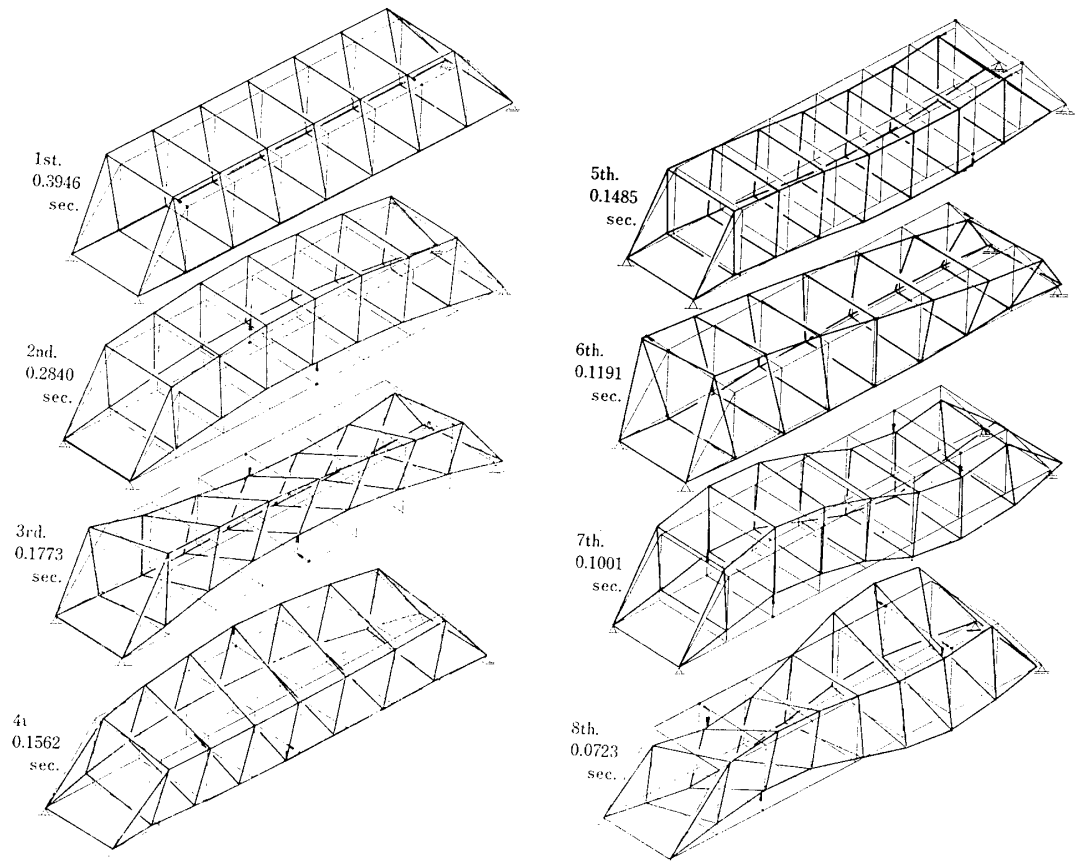 1st.
0.3946
sec.
2nd.
0.2840
sec.
3rd.
0.1773
sec.
0.1562
sec.
5th.
0.1485
sec.
6th.
0.1191
sec.
7th.
0.1001
sec.
8th.
0.0723
sec.